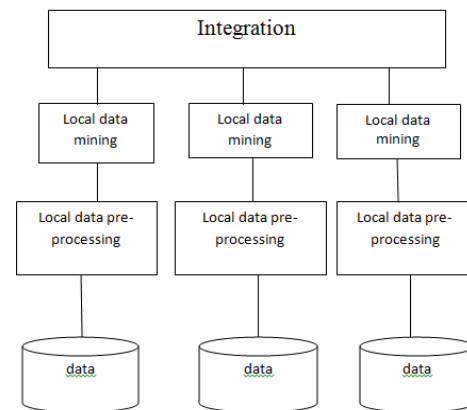 Integration
Local data
mining
Local data
mining
Local data
mining
Local data pre-
processing
Local data pre-
processing
Local data pre-
processing
data
data
data